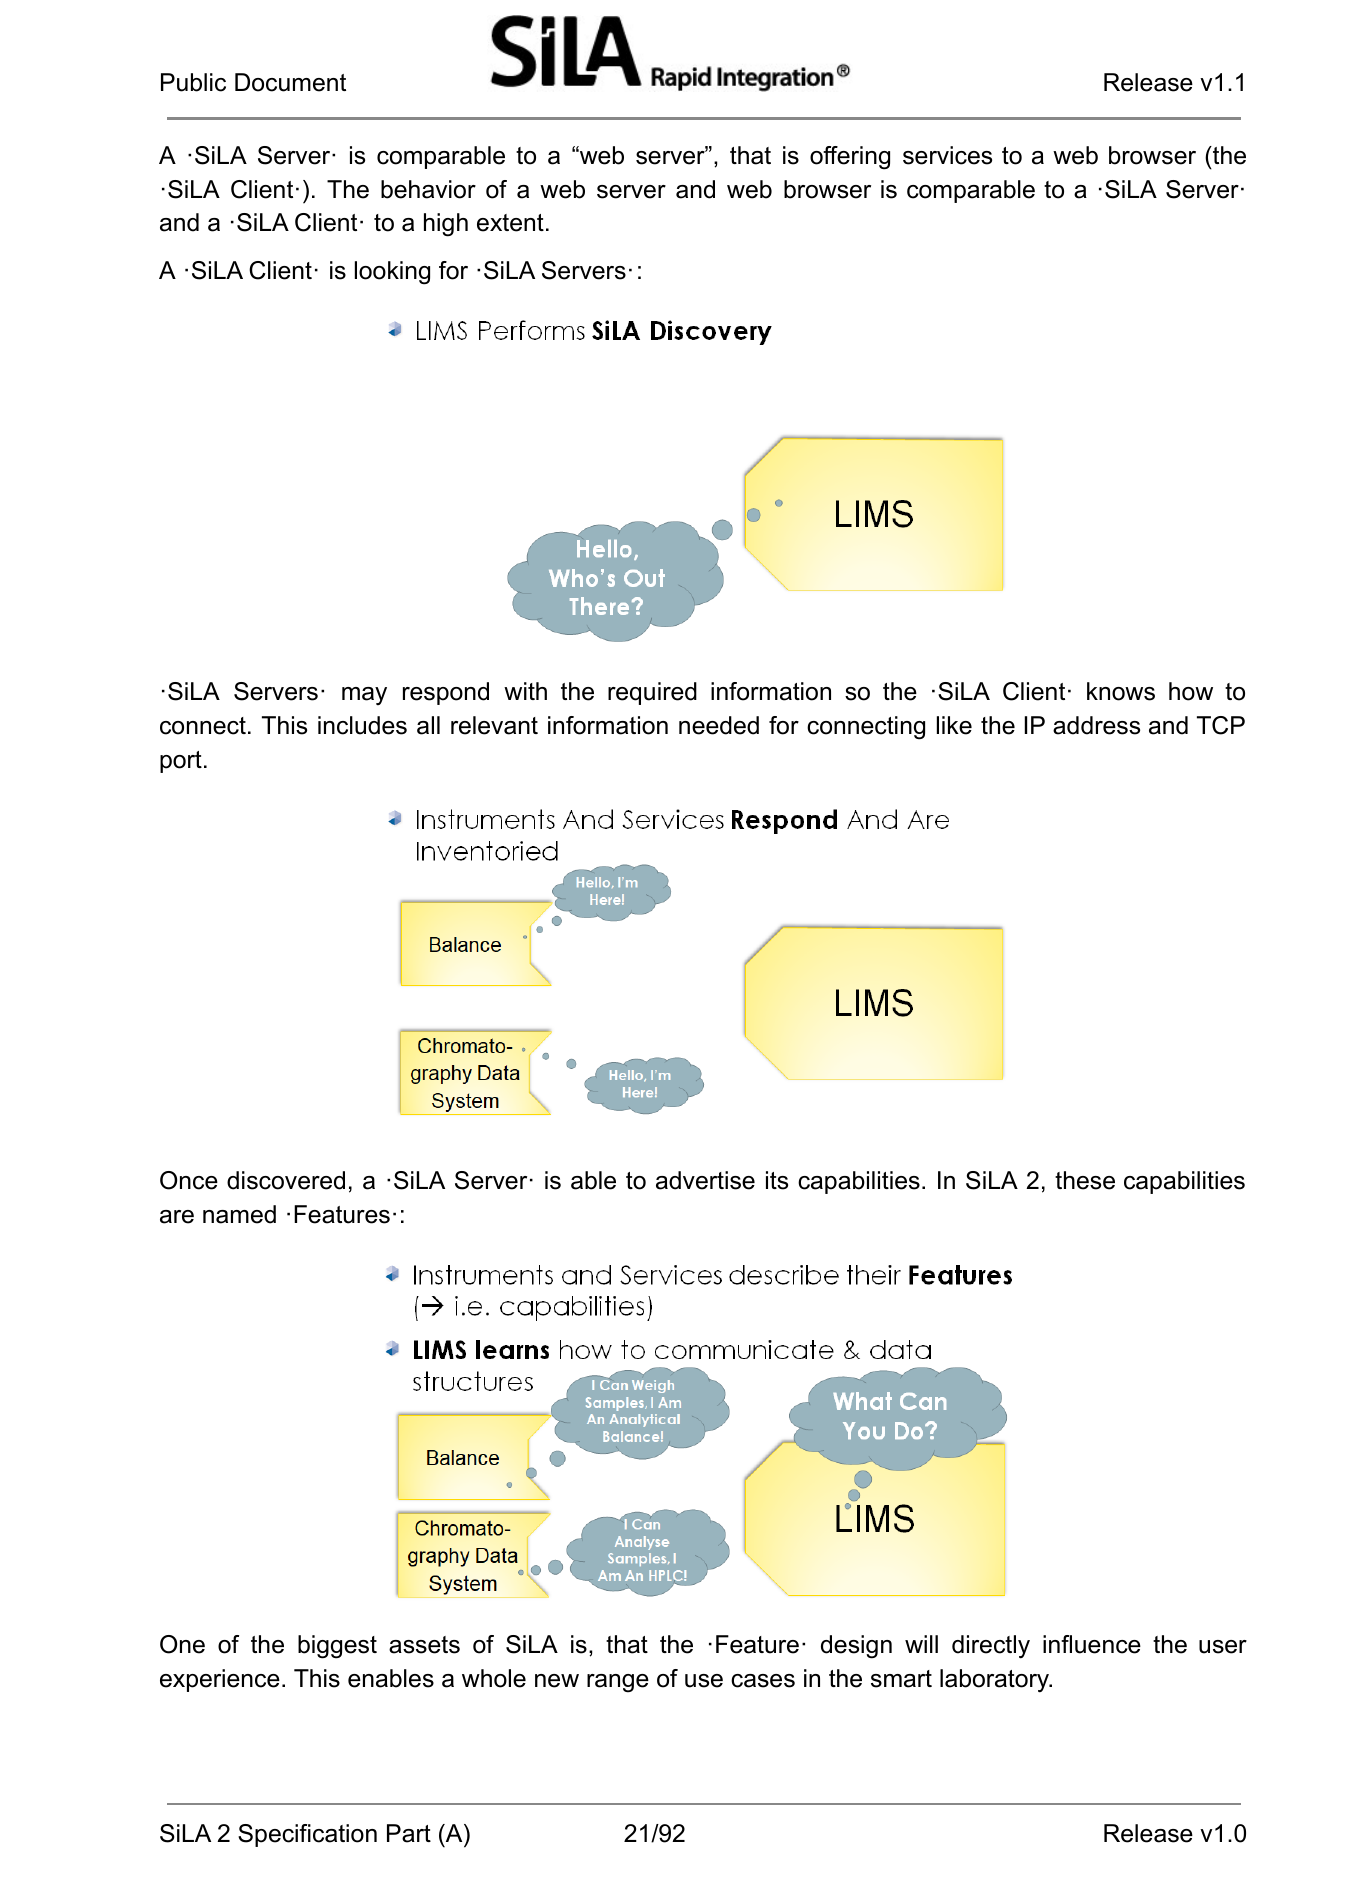 Public Document
SiLA Rapid Integration®
Release v1.1
A ·SiLA Server· is comparable to a “web server”, that is offering services to a web browser (the
·SiLA Client·). The behavior of a web server and web browser is comparable to a ·SiLA Server·
and a ·SiLA Client· to a high extent.
A ·SiLA Client· is looking for ·SiLA Servers·:
LIMS Performs SiLA Discovery
LIMS
Hello,
Who's Out
There?
·SiLA Servers· may respond with the required information so the ·SiLA Client· knows how to
connect. This includes all relevant information needed for connecting like the IP address and TCP
port.
Instruments And Services Respond And Are
Inventoried
Hello, I'm
Here!
Balance
LIMS
Chromato-
graphy Data
System
Hello, I'm
Here!
Once discovered, a ·SiLA Server· is able to advertise its capabilities. In SiLA 2, these capabilities
are named ·Features·:
Instruments and Services describe their Features
(→ i.e. capabilities)
LIMS learns how to communicate & data
structures
I Can Weigh
Samples, I Am
An Analytical
Balance!
What Can
You Do?
Balance
LIMS
Chromato-
graphy Data
System
I Can
Analyse
Samples, I
Am An HPLC!
One of the biggest assets of SiLA is, that the ·Feature· design will directly influence the user
experience. This enables a whole new range of use cases in the smart laboratory.
SiLA 2 Specification Part (A)
21/92
Release v1.0